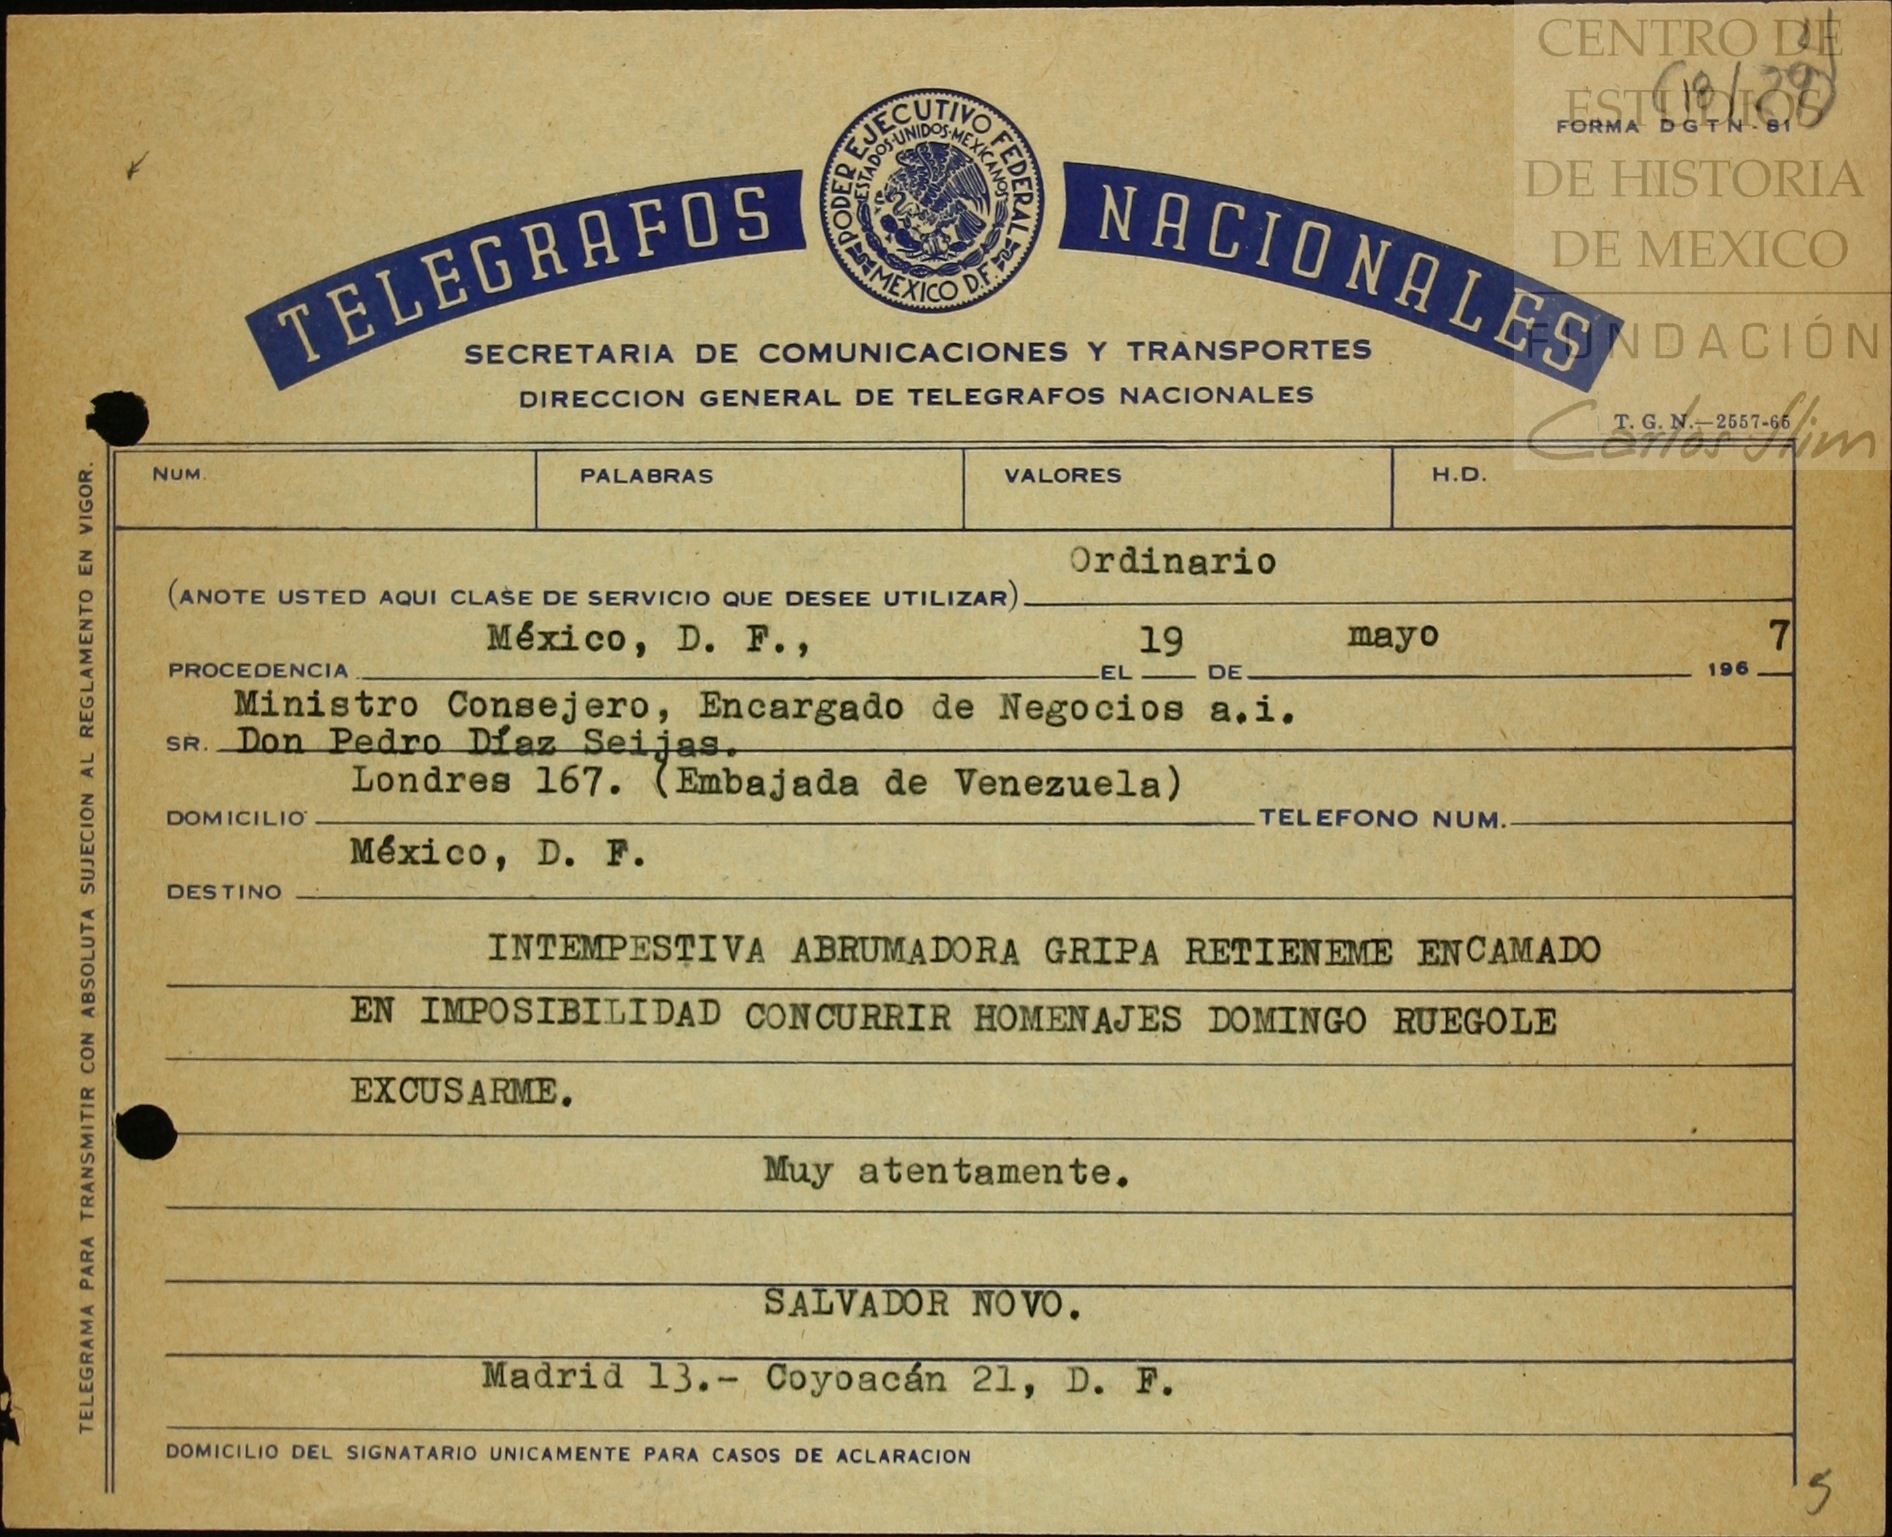 CENTRO DE
ESTUDIOS
FORMA DGTN-81
DE HISTORIA
DE MEXICO
FUNDACIÓN
Carlos Slim
TELEGRAFOS NACIONALES
PODER EJECUTIVO FEDERAL
ESTADOS·UNIDOS·MEXICANOS
MEXICO D.F.
SECRETARIA DE COMUNICACIONES Y TRANSPORTES
DIRECCION GENERAL DE TELEGRAFOS NACIONALES
T. G. N.—2557-65
NUM. PALABRAS VALORES H.D.
Ordinario
(ANOTE USTED AQUI CLASE DE SERVICIO QUE DESEE UTILIZAR)
México, D. F., 19 mayo 7
PROCEDENCIA EL DE 196
Ministro Consejero, Encargado de Negocios a.i.
SR. Don Pedro Díaz Seijas.
Londres 167. (Embajada de Venezuela)
DOMICILIO TELEFONO NUM.
México, D. F.
DESTINO
INTEMPESTIVA ABRUMADORA GRIPA RETIENEME ENCAMADO
EN IMPOSIBILIDAD CONCURRIR HOMENAJES DOMINGO RUEGOLE
EXCUSARME.
Muy atentamente.
SALVADOR NOVO.
Madrid 13.- Coyoacán 21, D. F.
DOMICILIO DEL SIGNATARIO UNICAMENTE PARA CASOS DE ACLARACION
TELEGRAMA PARA TRANSMITIR CON ABSOLUTA SUJECION AL REGLAMENTO EN VIGOR.